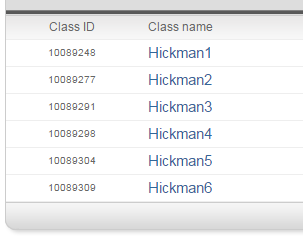 Class ID Class name
10089248 Hickman1
10089277 Hickman2
10089291 Hickman3
10089298 Hickman4
10089304 Hickman5
10089309 Hickman6